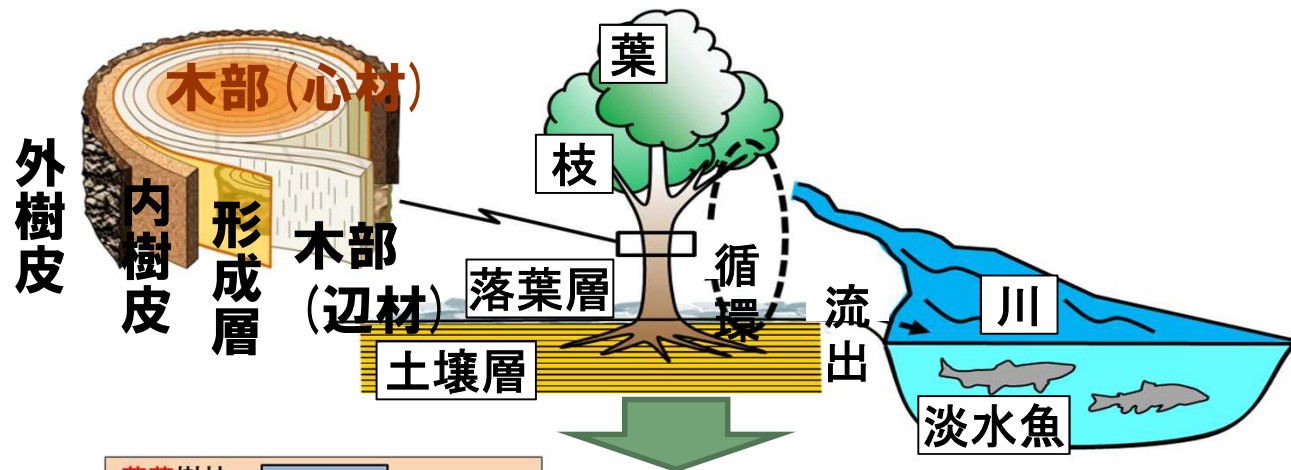 木部(心材)
外樹皮
内樹皮
形成層
木部
(辺材)
葉
枝
落葉層
土壌層
循環
流出
川
淡水魚